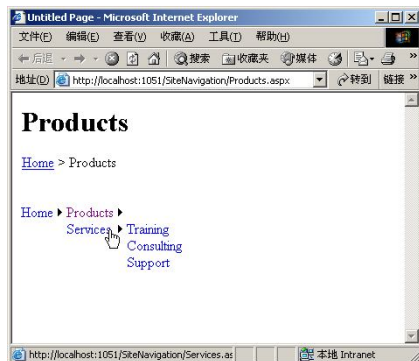 Untitled Page - Microsoft Internet Explorer
文件(F) 编辑(E) 查看(V) 收藏(A) 工具(T) 帮助(H)
后退 搜索 收藏夹 媒体 »
地址(D) http://localhost:1051/SiteNavigation/Products.aspx 转到 链接 »
Products
Home > Products
Home Products
Services Training
Consulting
Support
http://localhost:1051/SiteNavigation/Services.as 本地 Intranet